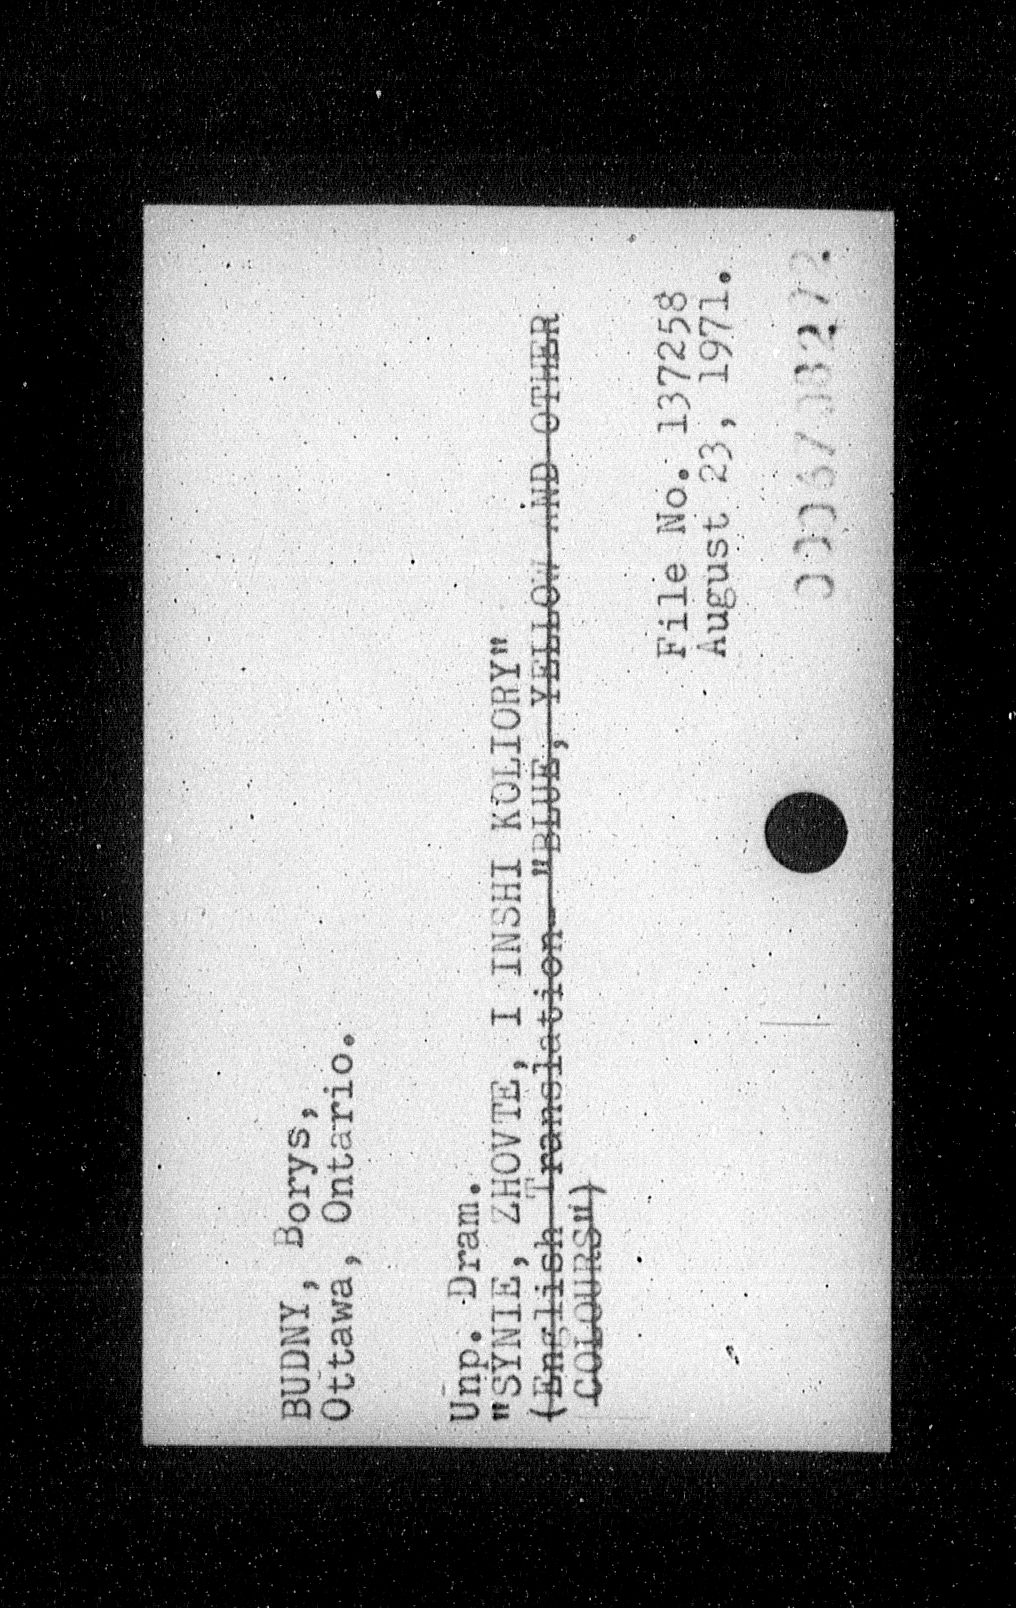 BUDNY, Borys,
Ottawa, Ontario.
Unp. Dram.
"SYNIE, ZHOVTE, I INSHI KOLIORY"
(English Translation - "BLUE, YELLOW AND OTHER
COLOURS")
File No. 137258
August 23, 1971.